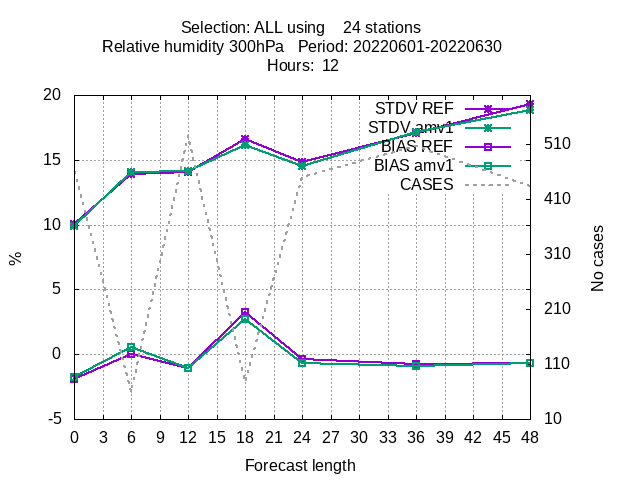 Selection: ALL using    24 stations
Relative humidity 300hPa   Period: 20220601-20220630
Hours:  12
STDV REF
STDV amv1
BIAS REF
BIAS amv1
CASES
20
15
10
5
0
-5
%
510
410
310
210
110
10
No cases
0 3 6 9 12 15 18 21 24 27 30 33 36 39 42 45 48
Forecast length